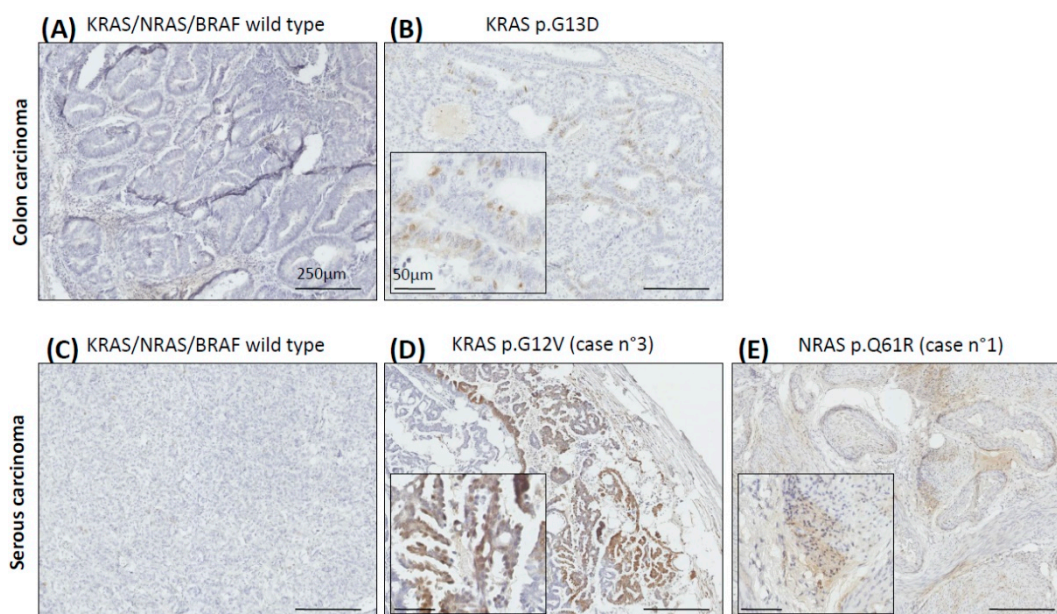 (A) KRAS/NRAS/BRAF wild type
(B) KRAS p.G13D
Colon carcinoma
250µm
50µm
(C) KRAS/NRAS/BRAF wild type
(D) KRAS p.G12V (case n°3)
(E) NRAS p.Q61R (case n°1)
Serous carcinoma